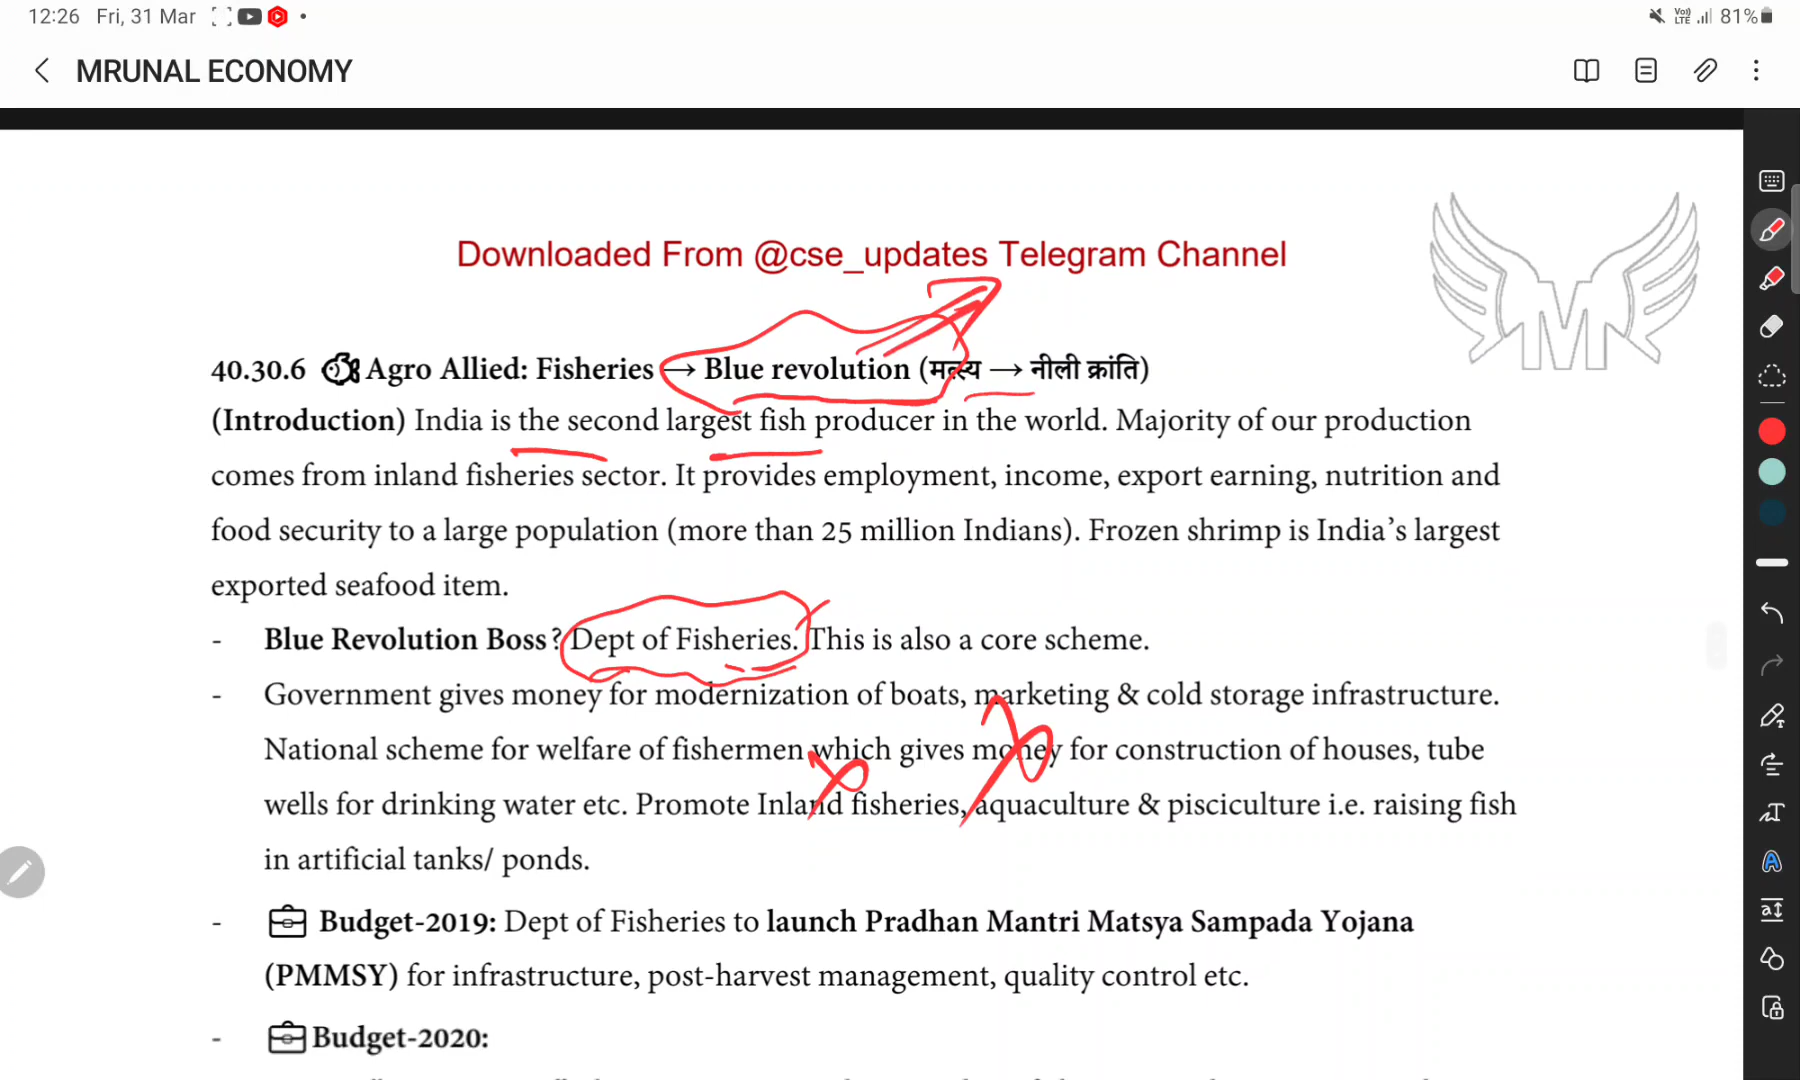 12:26 Fri, 31 Mar
Vo)) LTE 81%
MRUNAL ECONOMY
Downloaded From @cse_updates Telegram Channel
M
40.30.6 Agro Allied: Fisheries → Blue revolution (मत्स्य → नीली क्रांति)
(Introduction) India is the second largest fish producer in the world. Majority of our production
comes from inland fisheries sector. It provides employment, income, export earning, nutrition and
food security to a large population (more than 25 million Indians). Frozen shrimp is India’s largest
exported seafood item.
- Blue Revolution Boss? Dept of Fisheries. This is also a core scheme.
- Government gives money for modernization of boats, marketing & cold storage infrastructure.
National scheme for welfare of fishermen which gives money for construction of houses, tube
wells for drinking water etc. Promote Inland fisheries, aquaculture & pisciculture i.e. raising fish
in artificial tanks/ ponds.
- Budget-2019: Dept of Fisheries to launch Pradhan Mantri Matsya Sampada Yojana
(PMMSY) for infrastructure, post-harvest management, quality control etc.
- Budget-2020: